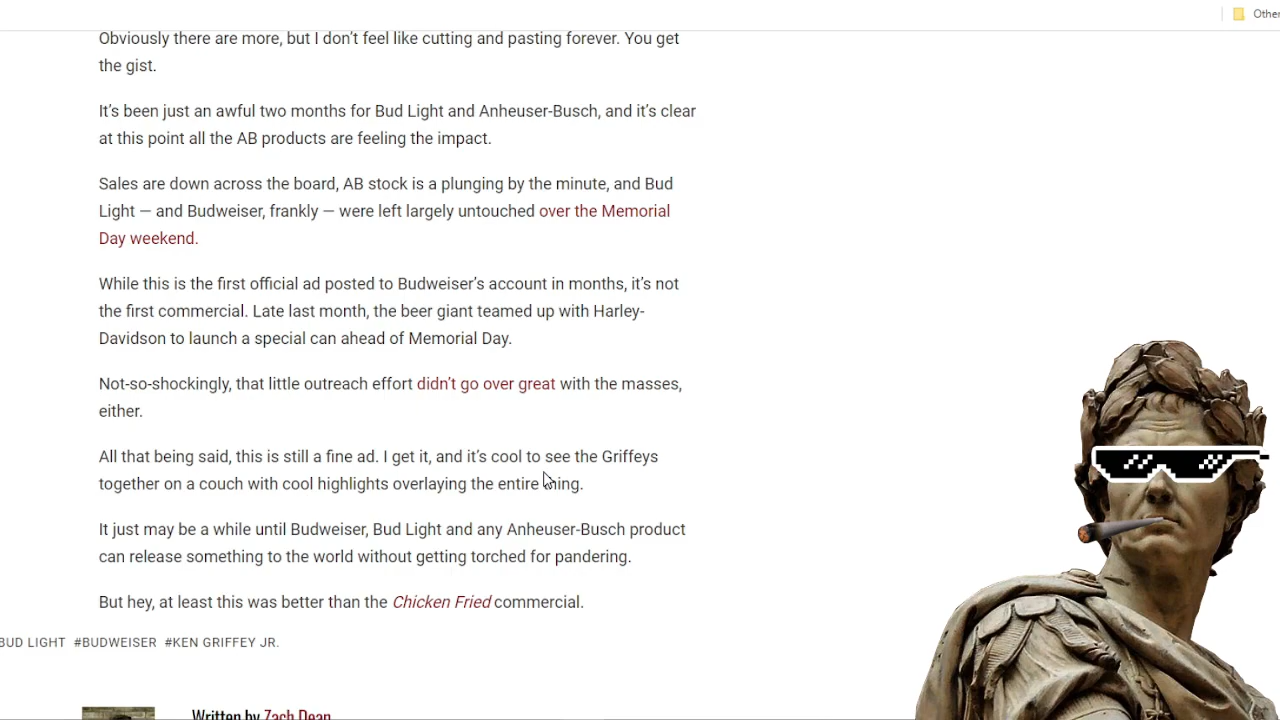 Other
Obviously there are more, but I don’t feel like cutting and pasting forever. You get
the gist.
It’s been just an awful two months for Bud Light and Anheuser-Busch, and it’s clear
at this point all the AB products are feeling the impact.
Sales are down across the board, AB stock is a plunging by the minute, and Bud
Light — and Budweiser, frankly — were left largely untouched over the Memorial
Day weekend.
While this is the first official ad posted to Budweiser’s account in months, it’s not
the first commercial. Late last month, the beer giant teamed up with Harley-
Davidson to launch a special can ahead of Memorial Day.
Not-so-shockingly, that little outreach effort didn’t go over great with the masses,
either.
All that being said, this is still a fine ad. I get it, and it’s cool to see the Griffeys
together on a couch with cool highlights overlaying the entire thing.
It just may be a while until Budweiser, Bud Light and any Anheuser-Busch product
can release something to the world without getting torched for pandering.
But hey, at least this was better than the Chicken Fried commercial.
BUD LIGHT #BUDWEISER #KEN GRIFFEY JR.
Written by Zach Dean